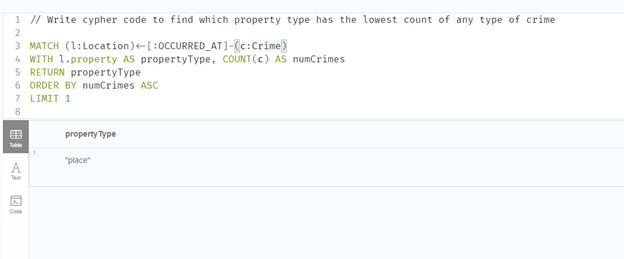 1 // Write cypher code to find which property type has the lowest count of any type of crime
2
3 MATCH (l:Location)<-[:OCCURRED_AT]-(c:Crime)
4 WITH l.property AS propertyType, COUNT(c) AS numCrimes
5 RETURN propertyType
6 ORDER BY numCrimes ASC
7 LIMIT 1
8
propertyType
Table
1
"place"
A
Text
Code